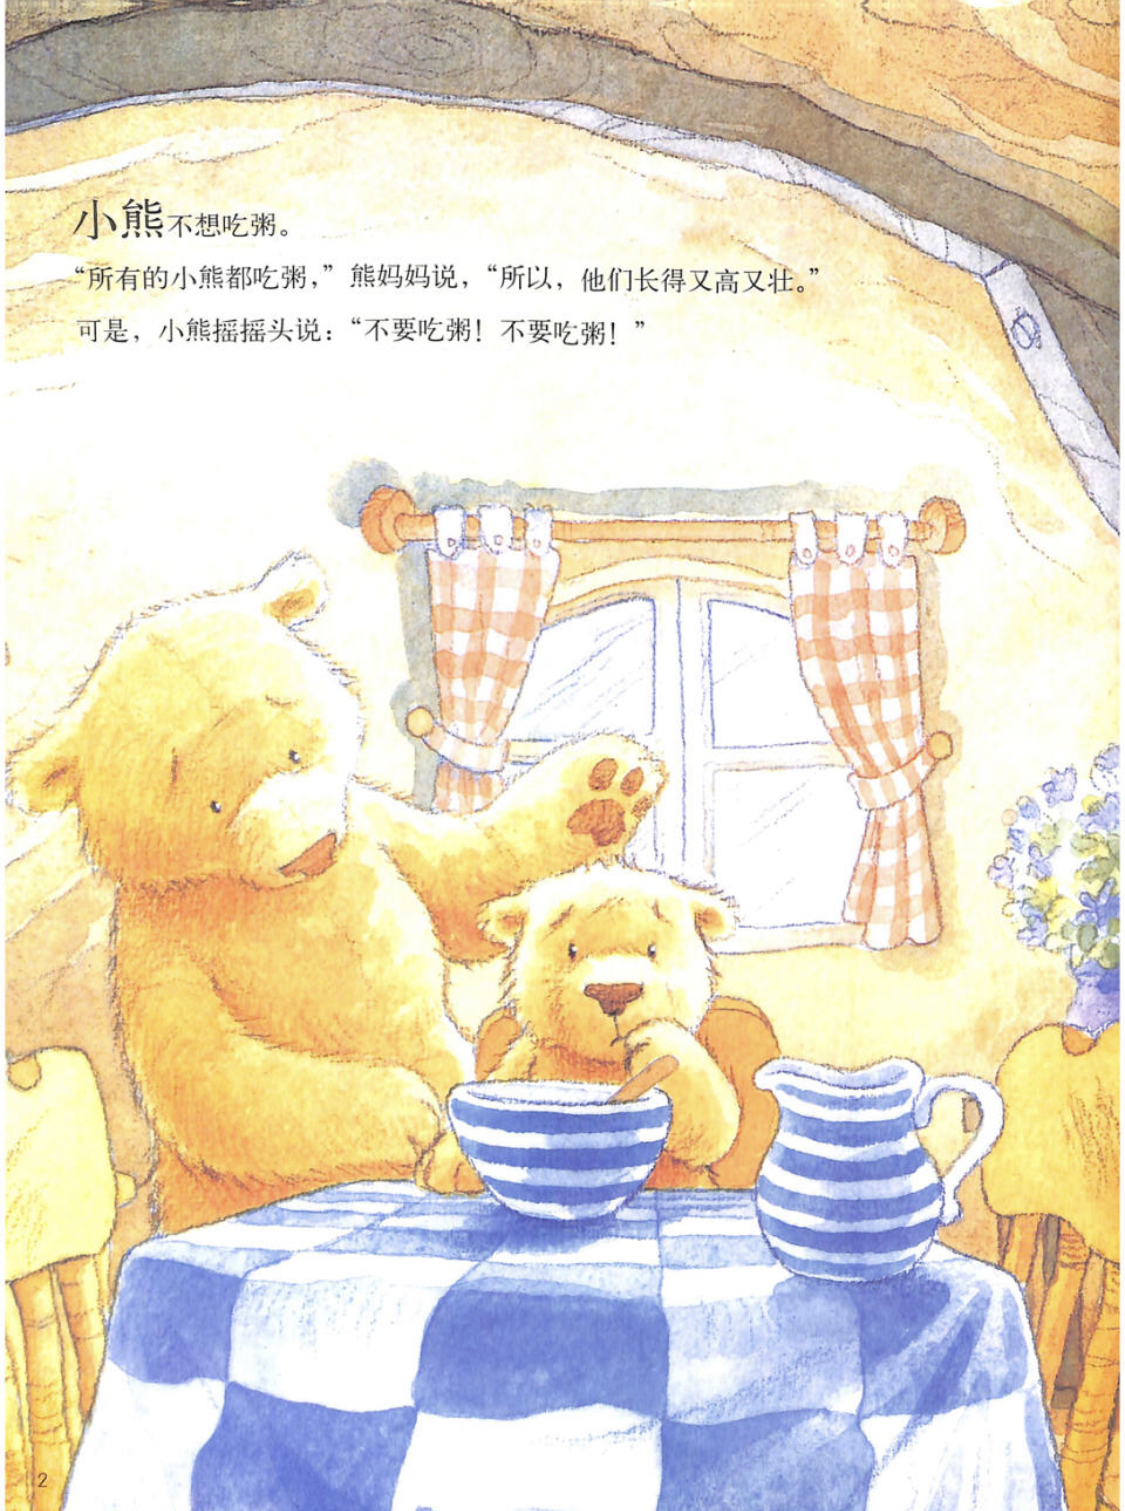 小熊不想吃粥。
“所有的小熊都吃粥，”熊妈妈说，“所以，他们长得又高又壮。”
可是，小熊摇摇头说：“不要吃粥！不要吃粥！”
2